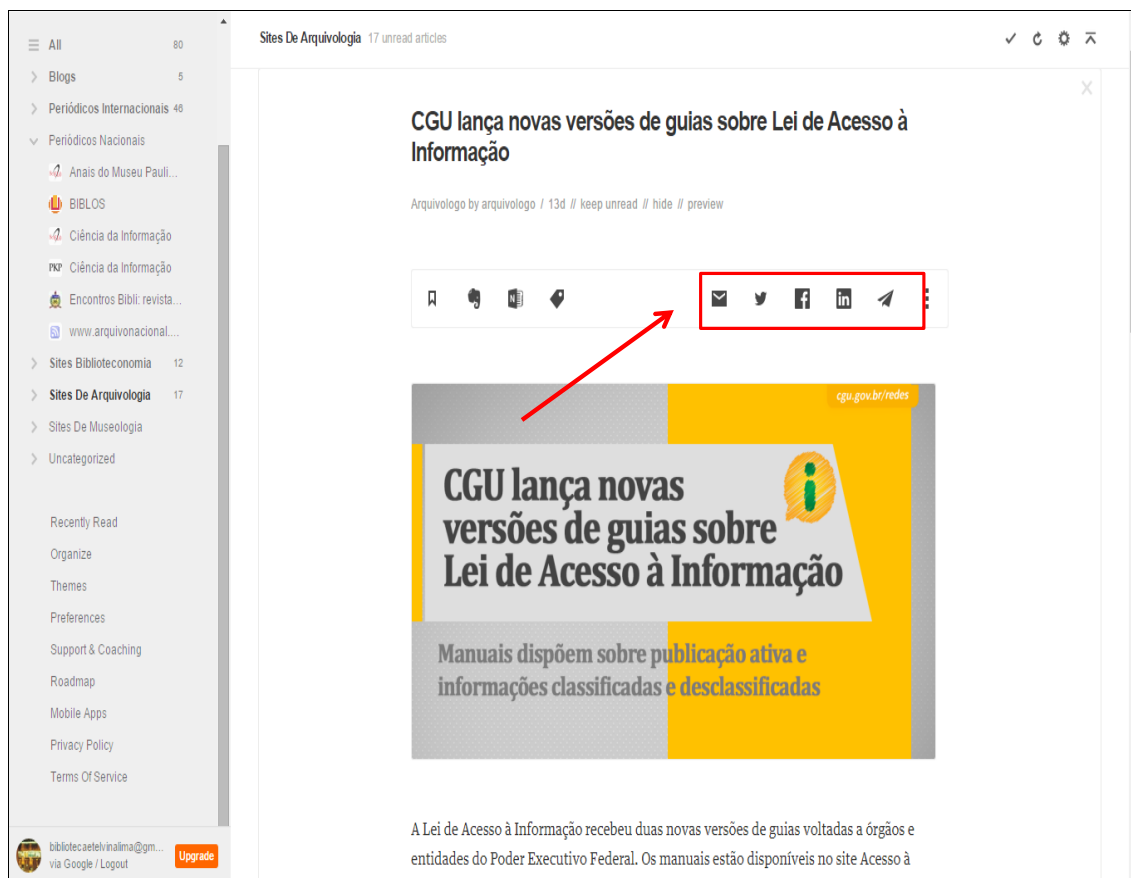 All 80
Blogs 5
Periódicos Internacionais 46
Periódicos Nacionais
Anais do Museu Pauli...
BIBLOS
Ciência da Informação
PKP Ciência da Informação
Encontros Bibli: revista...
www.arquivonacional....
Sites Biblioteconomia 12
Sites De Arquivologia 17
Sites De Museologia
Uncategorized
Recently Read
Organize
Themes
Preferences
Support & Coaching
Roadmap
Mobile Apps
Privacy Policy
Terms Of Service
bibliotecaetelvinalima@gm...
via Google / Logout
Upgrade
Sites De Arquivologia 17 unread articles
X
CGU lança novas versões de guias sobre Lei de Acesso à
Informação
Arquivologo by arquivologo / 13d // keep unread // hide // preview
N
f in
cgu.gov.br/redes
CGU lança novas
versões de guias sobre
Lei de Acesso à Informação
i
Manuais dispõem sobre publicação ativa e
informações classificadas e desclassificadas
A Lei de Acesso à Informação recebeu duas novas versões de guias voltadas a órgãos e
entidades do Poder Executivo Federal. Os manuais estão disponíveis no site Acesso à